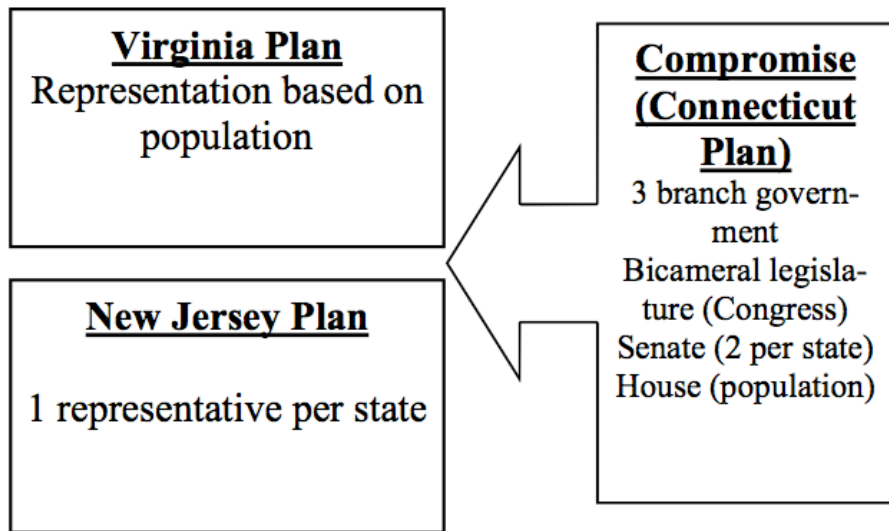 Virginia Plan
Representation based on
population
New Jersey Plan
1 representative per state
Compromise
(Connecticut
Plan)
3 branch govern-
ment
Bicameral legisla-
ture (Congress)
Senate (2 per state)
House (population)